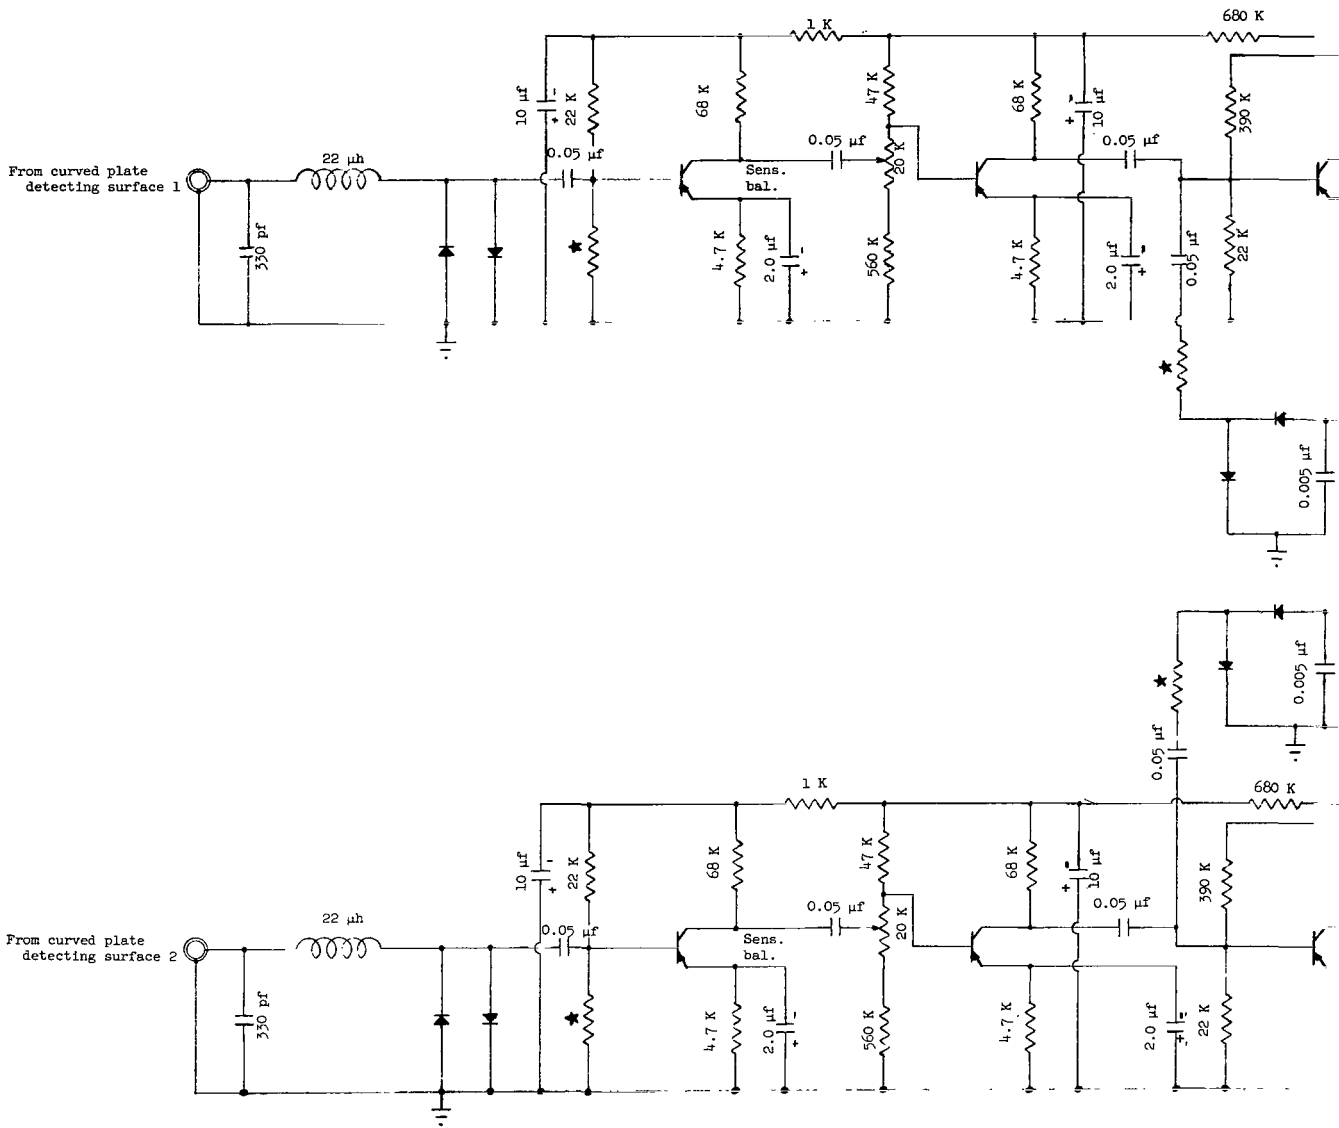 680 K
1 K
10 µf
-
+
22 K
68 K
47 K
68 K
-
+
10 µf
390 K
0.05 µf
0.05 µf
0.05 µf
20 K
22 µh
From curved plate
detecting surface 1
Sens.
bal.
330 pf
4.7 K
2.0 µf
-
+
560 K
4.7 K
2.0 µf
-
+
0.05 µf
22 K
0.005 µf
0.005 µf
0.05 µf
1 K
680 K
10 µf
-
+
22 K
68 K
47 K
68 K
-
+
10 µf
390 K
0.05 µf
0.05 µf
0.05 µf
20 K
22 µh
From curved plate
detecting surface 2
Sens.
bal.
330 pf
4.7 K
2.0 µf
-
+
560 K
4.7 K
2.0 µf
-
+
22 K